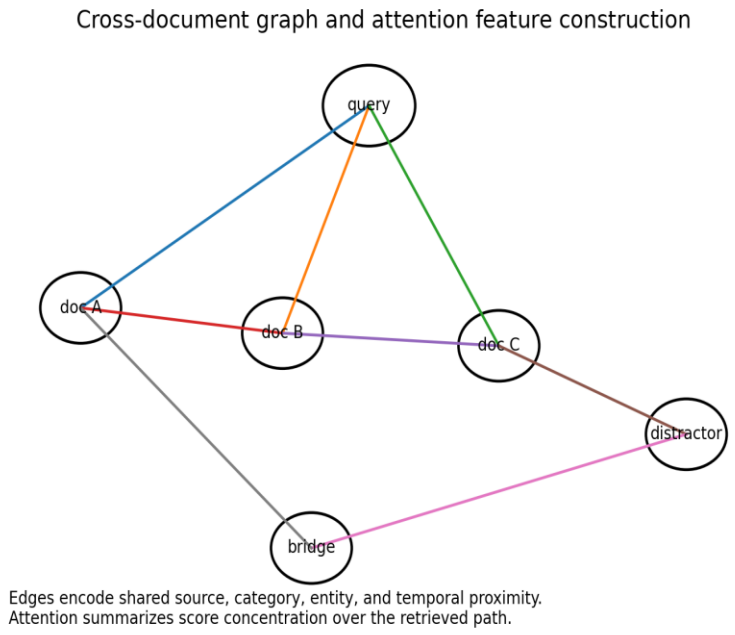 Cross-document graph and attention feature construction
query
doc A
doc B
doc C
distractor
bridge
Edges encode shared source, category, entity, and temporal proximity.
Attention summarizes score concentration over the retrieved path.